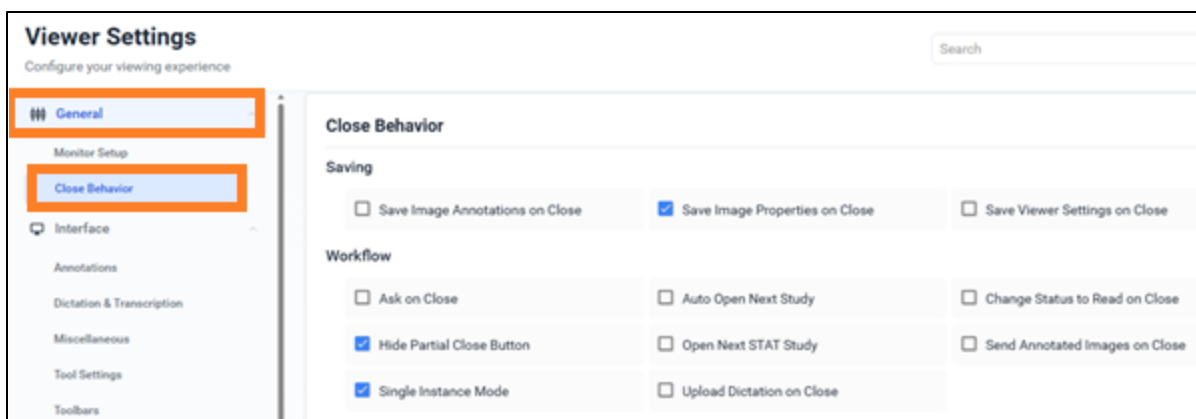 Viewer Settings
Configure your viewing experience
Search
General
Monitor Setup
Close Behavior
Interface
Annotations
Dictation & Transcription
Miscellaneous
Tool Settings
Toolbars
Close Behavior
Saving
Save Image Annotations on Close Save Image Properties on Close Save Viewer Settings on Close
Workflow
Ask on Close Auto Open Next Study Change Status to Read on Close
Hide Partial Close Button Open Next STAT Study Send Annotated Images on Close
Single Instance Mode Upload Dictation on Close